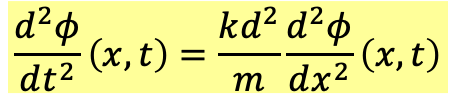 d²ϕ/dt² (x, t) = kd²/m d²ϕ/dx² (x, t)